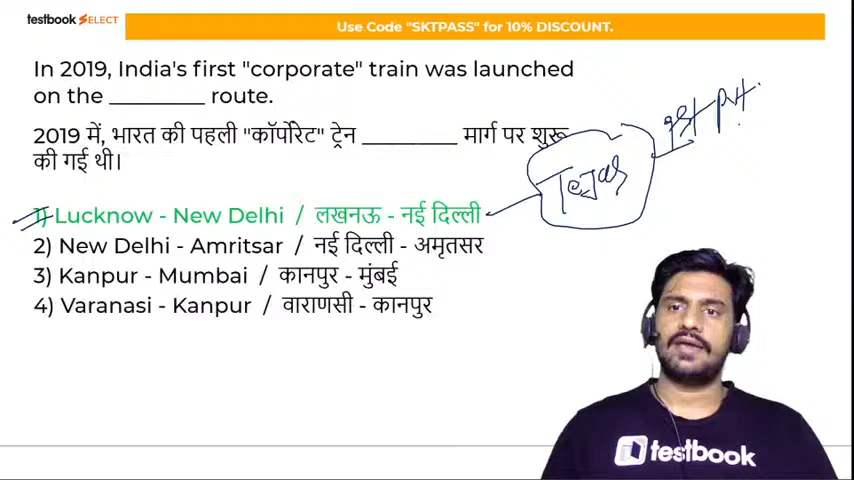 testbook SELECT
Use Code "SKTPASS" for 10% DISCOUNT.
In 2019, India's first "corporate" train was launched
on the ________ route.
2019 में, भारत की पहली "कॉर्पोरेट" ट्रेन ________ मार्ग पर शुरू
की गई थी।
1) Lucknow - New Delhi / लखनऊ - नई दिल्ली
2) New Delhi - Amritsar / नई दिल्ली - अमृतसर
3) Kanpur - Mumbai / कानपुर - मुंबई
4) Varanasi - Kanpur / वाराणसी - कानपुर
Tejas
testbook